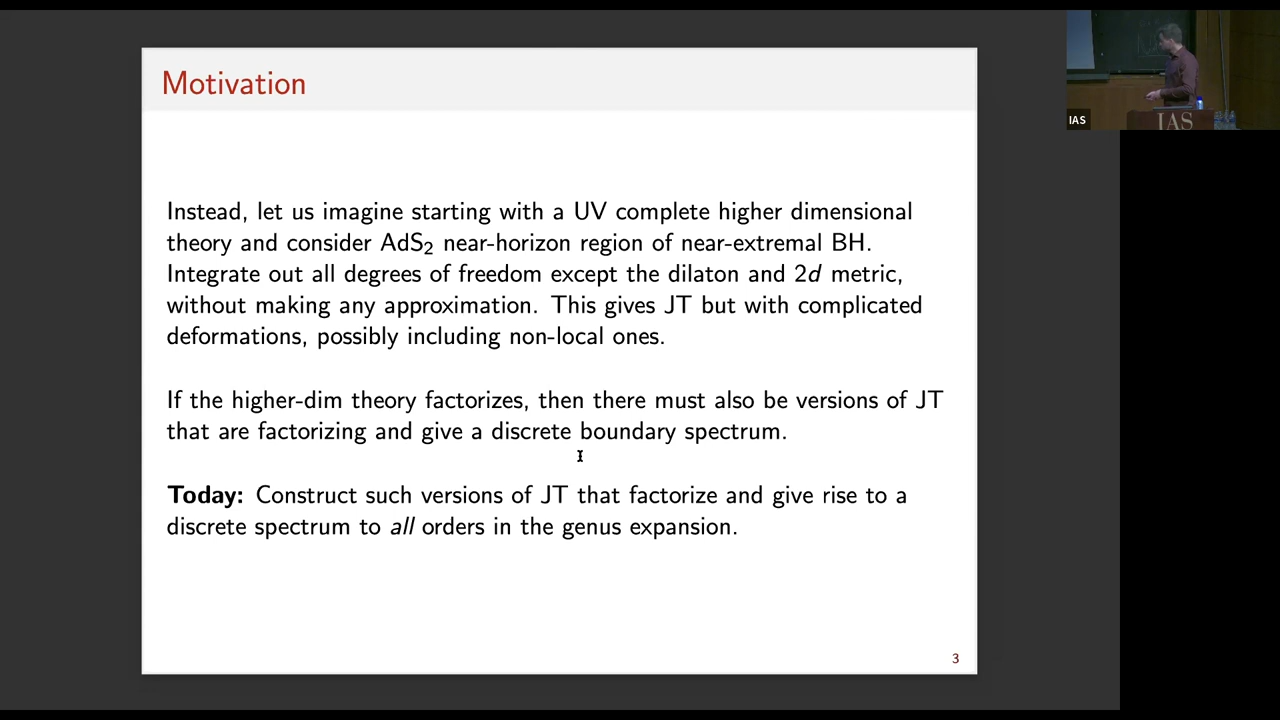 Motivation
Instead, let us imagine starting with a UV complete higher dimensional
theory and consider AdS₂ near-horizon region of near-extremal BH.
Integrate out all degrees of freedom except the dilaton and 2d metric,
without making any approximation. This gives JT but with complicated
deformations, possibly including non-local ones.
If the higher-dim theory factorizes, then there must also be versions of JT
that are factorizing and give a discrete boundary spectrum.
Today: Construct such versions of JT that factorize and give rise to a
discrete spectrum to all orders in the genus expansion.
3
IAS
IAS